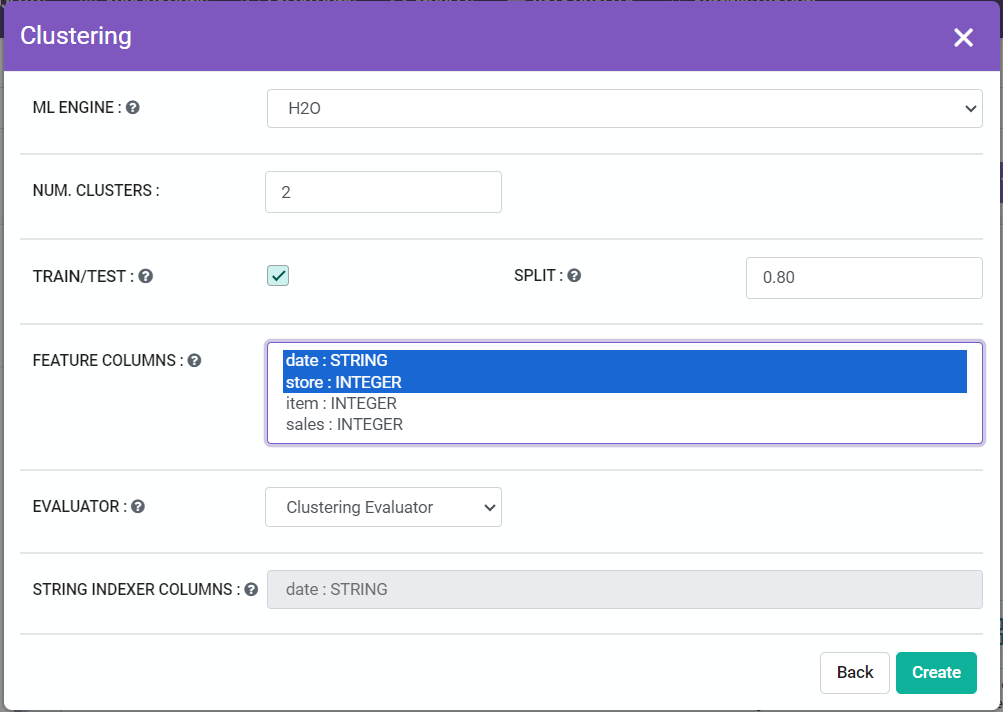 Clustering
ML ENGINE :
H2O
NUM. CLUSTERS :
2
TRAIN/TEST :
SPLIT :
0.80
FEATURE COLUMNS :
date : STRING
store : INTEGER
item : INTEGER
sales : INTEGER
EVALUATOR :
Clustering Evaluator
STRING INDEXER COLUMNS :
date : STRING
Back
Create